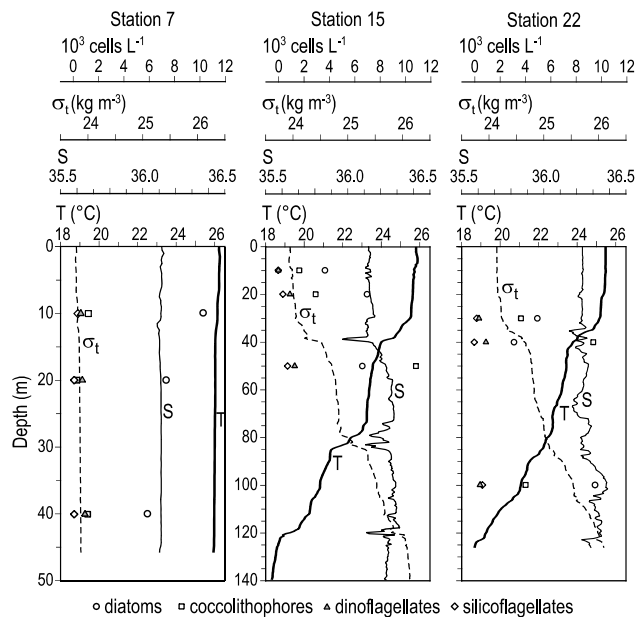 Station 7 Station 15 Station 22
10³ cells L⁻¹ 10³ cells L⁻¹ 10³ cells L⁻¹
0 2 4 6 8 10 12 0 2 4 6 8 10 12 0 2 4 6 8 10 12
σt (kg m⁻³) σt (kg m⁻³) σt (kg m⁻³)
24 25 26 24 25 26 24 25 26
S S S
35.5 36.0 36.5 35.5 36.0 36.5 35.5 36.0 36.5
T (°C) T (°C) T (°C)
18 20 22 24 26 18 20 22 24 26 18 20 22 24 26
Depth (m)
0 10 20 30 40 50
σt S T
0 20 40 60 80 100 120 140
σt S T
σt S T
diatoms coccolithophores dinoflagellates silicoflagellates